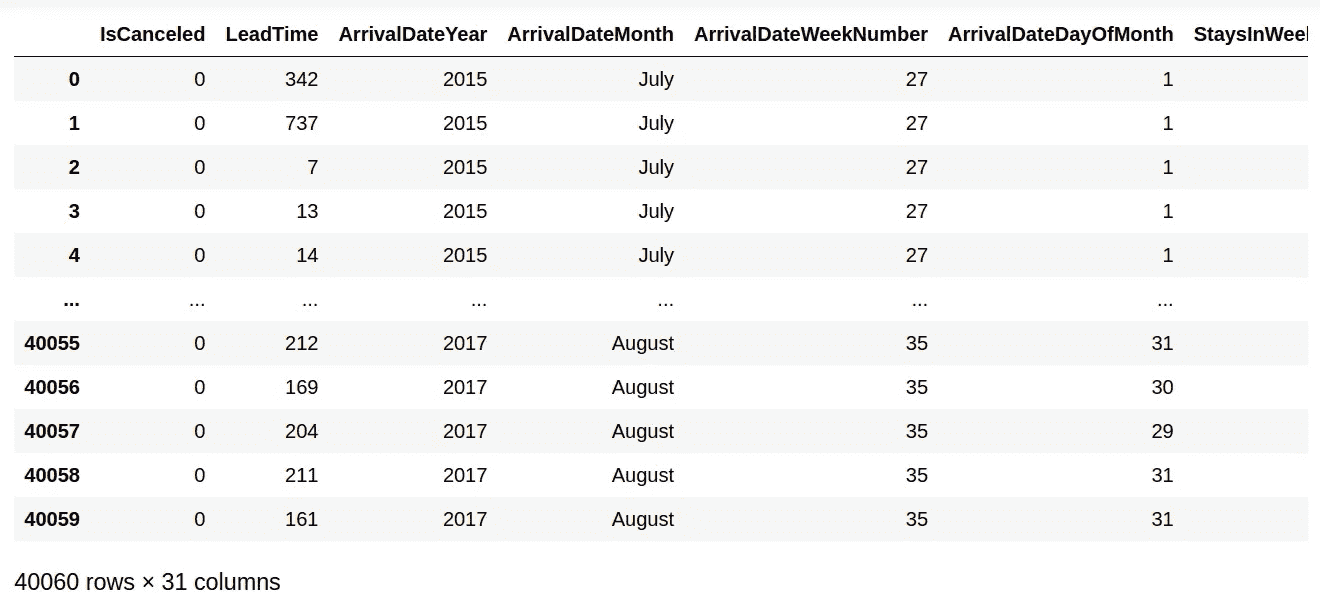 IsCanceled LeadTime ArrivalDateYear ArrivalDateMonth ArrivalDateWeekNumber ArrivalDateDayOfMonth StaysInWeek
0 0 342 2015 July 27 1
1 0 737 2015 July 27 1
2 0 7 2015 July 27 1
3 0 13 2015 July 27 1
4 0 14 2015 July 27 1
... ... ... ... ... ... ...
40055 0 212 2017 August 35 31
40056 0 169 2017 August 35 30
40057 0 204 2017 August 35 29
40058 0 211 2017 August 35 31
40059 0 161 2017 August 35 31
40060 rows × 31 columns